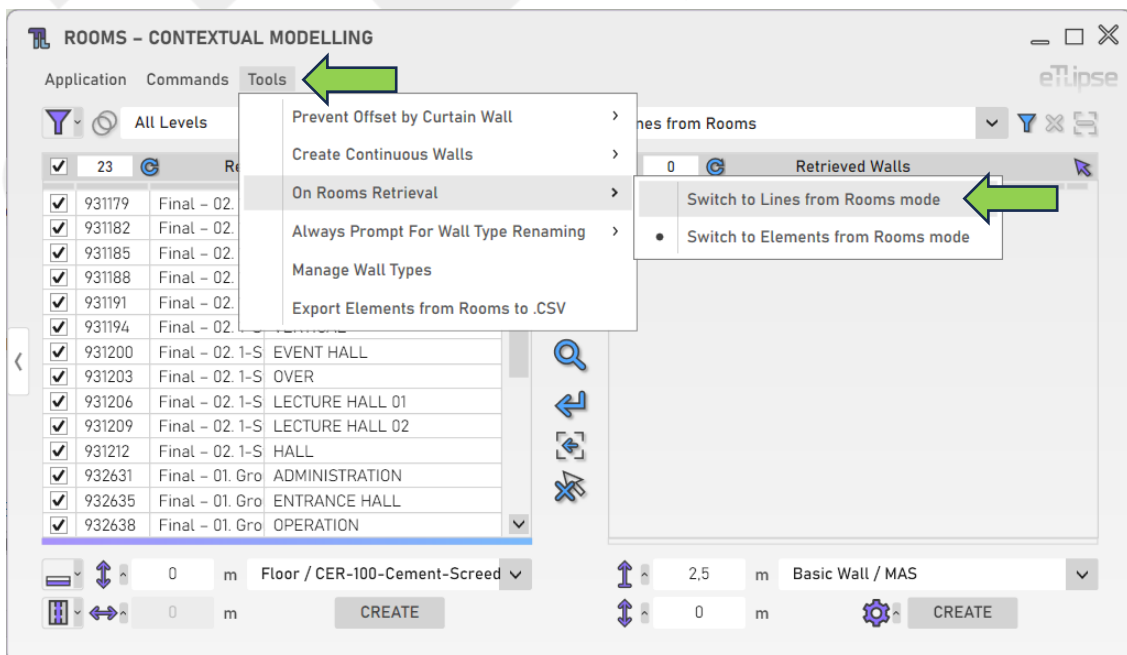 ROOMS – CONTEXTUAL MODELLING
Application Commands Tools
eTLipse
All Levels
nes from Rooms
Prevent Offset by Curtain Wall
Create Continuous Walls
On Rooms Retrieval
Always Prompt For Wall Type Renaming
Manage Wall Types
Export Elements from Rooms to .CSV
Switch to Lines from Rooms mode
Switch to Elements from Rooms mode
23 Re
0 Retrieved Walls
931179 Final – 02.
931182 Final – 02.
931185 Final – 02.
931188 Final – 02.
931191 Final – 02.
931194 Final – 02.
931200 Final – 02. 1-S EVENT HALL
931203 Final – 02. 1-S OVER
931206 Final – 02. 1-S LECTURE HALL 01
931209 Final – 02. 1-S LECTURE HALL 02
931212 Final – 02. 1-S HALL
932631 Final – 01. Gro ADMINISTRATION
932635 Final – 01. Gro ENTRANCE HALL
932638 Final – 01. Gro OPERATION
0 m Floor / CER-100-Cement-Screed
2,5 m Basic Wall / MAS
0 m CREATE
0 m CREATE